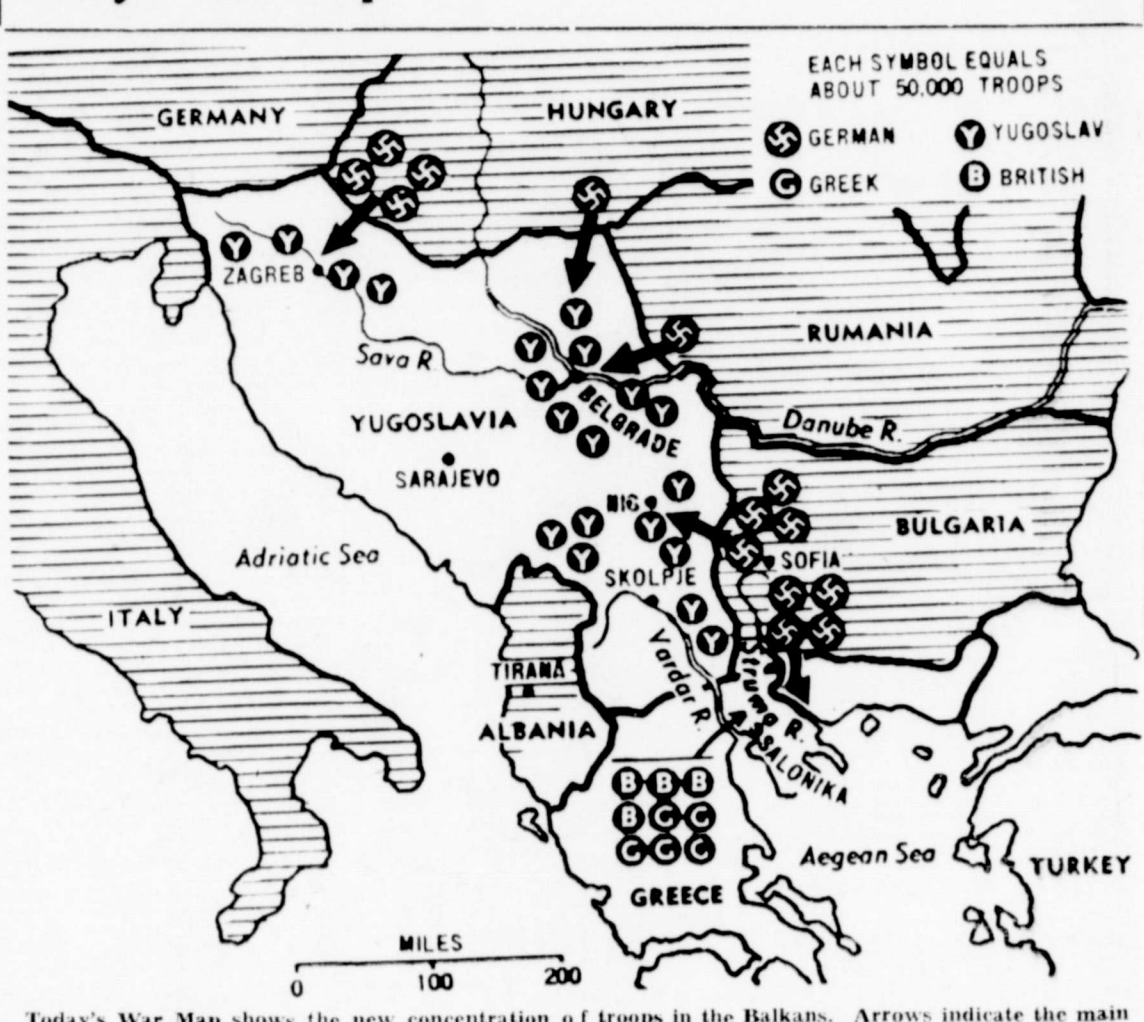 EACH SYMBOL EQUALS
ABOUT 50,000 TROOPS
GERMAN
YUGOSLAV
GREEK
BRITISH
GERMANY
HUNGARY
ZAGREB
RUMANIA
Sava R.
BELGRADE
YUGOSLAVIA
Danube R.
SARAJEVO
BULGARIA
Adriatic Sea
SOFIA
SKOLPJE
ITALY
Vardar R.
Struma R.
TIRANA
ALBANIA
SALONIKA
B B B
B G G
G G G
Aegean Sea
TURKEY
GREECE
MILES
0 100 200
Today's War Map shows the new concentration of troops in the Balkans. Arrows indicate the main